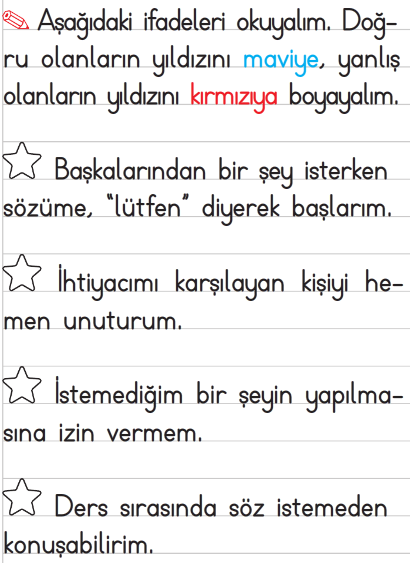 Aşağıdaki ifadeleri okuyalım. Doğ-
ru olanların yıldızını maviye, yanlış
olanların yıldızını kırmızıya boyayalım.
Başkalarından bir şey isterken
sözüme, "lütfen" diyerek başlarım.
İhtiyacımı karşılayan kişiyi he-
men unuturum.
İstemediğim bir şeyin yapılma-
sına izin vermem.
Ders sırasında söz istemeden
konuşabilirim.